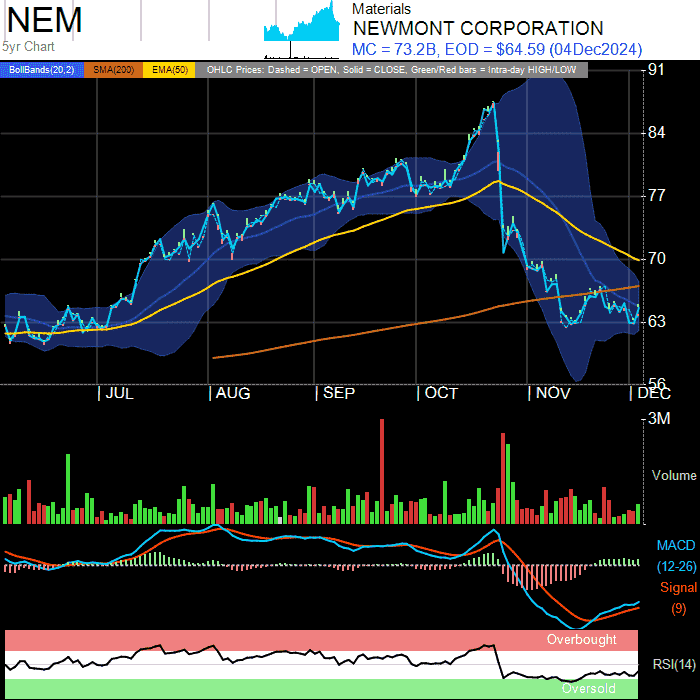 NEM
5yr Chart
Materials
NEWMONT CORPORATION
MC = 73.2B, EOD = $64.59 (04Dec2024)
BollBands(20,2) SMA(200) EMA(50) OHLC Prices: Dashed = OPEN, Solid = CLOSE, Green/Red bars = Intra-day HIGH/LOW
91
84
77
70
63
56
JUL AUG SEP OCT NOV DEC
3M
Volume
MACD
(12-26)
Signal
(9)
Overbought
RSI(14)
Oversold